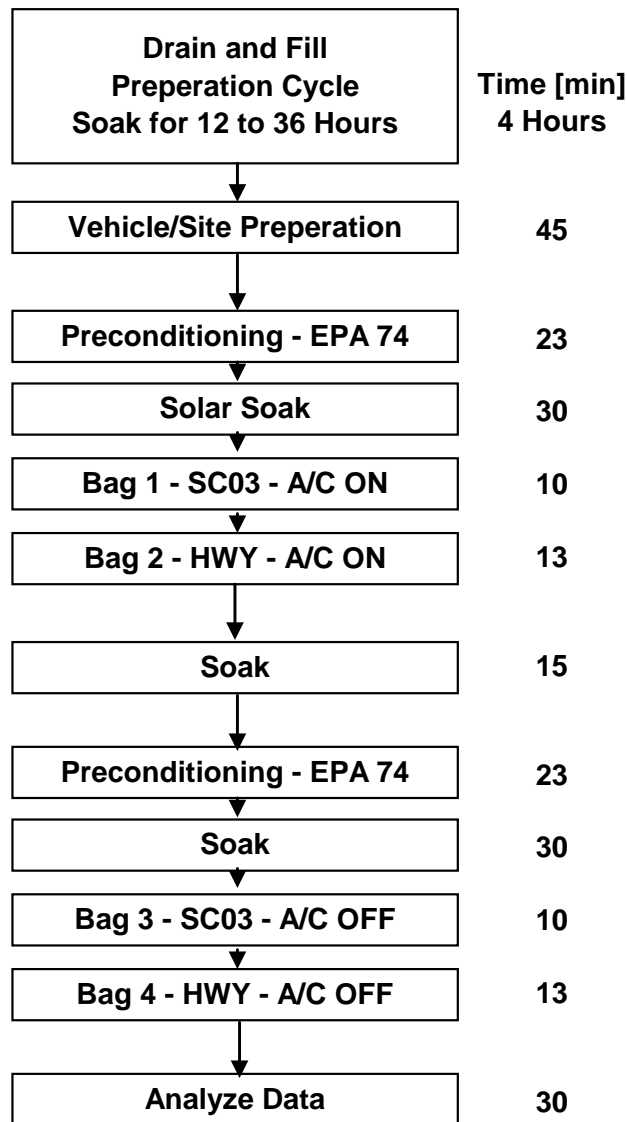 Drain and Fill
Preperation Cycle
Soak for 12 to 36 Hours
Time [min]
4 Hours
Vehicle/Site Preperation 45
Preconditioning - EPA 74 23
Solar Soak 30
Bag 1 - SC03 - A/C ON 10
Bag 2 - HWY - A/C ON 13
Soak 15
Preconditioning - EPA 74 23
Soak 30
Bag 3 - SC03 - A/C OFF 10
Bag 4 - HWY - A/C OFF 13
Analyze Data 30